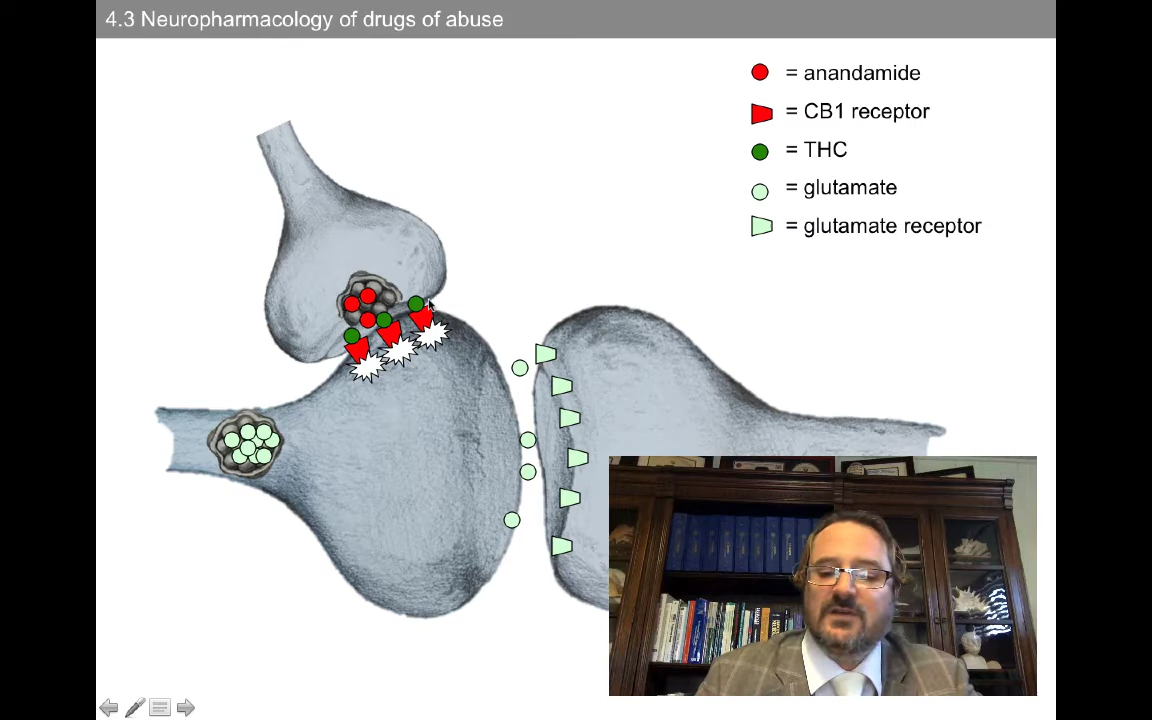 4.3 Neuropharmacology of drugs of abuse
= anandamide
= CB1 receptor
= THC
= glutamate
= glutamate receptor